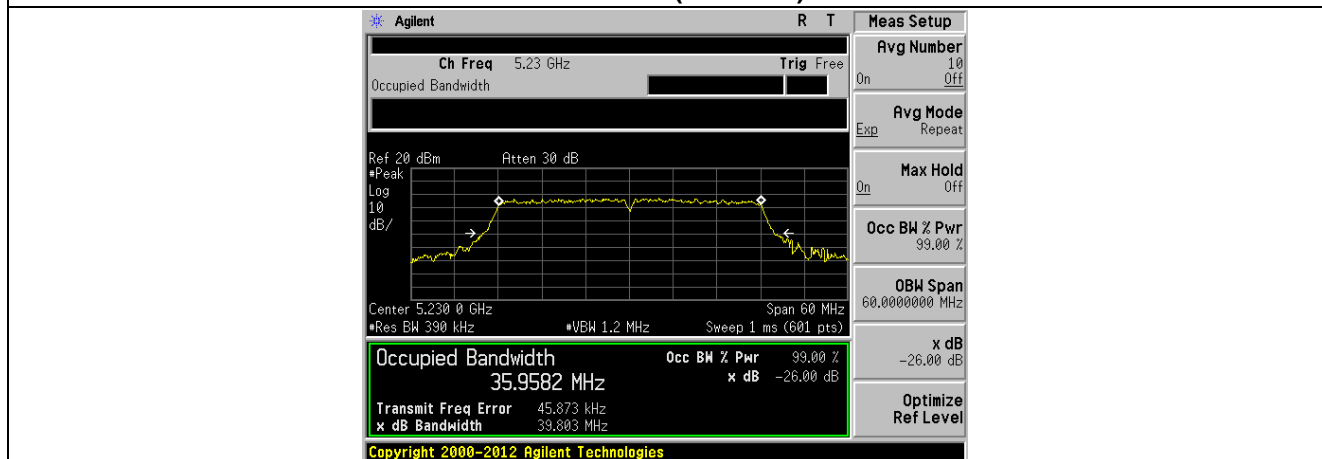 Agilent R T Meas Setup
Ch Freq 5.23 GHz Trig Free
Occupied Bandwidth
Avg Number
10
On Off
Avg Mode
Exp Repeat
Max Hold
On Off
Occ BW % Pwr
99.00 %
OBW Span
60.0000000 MHz
x dB
-26.00 dB
Optimize
Ref Level
Ref 20 dBm Atten 30 dB
#Peak
Log
10
dB/
Center 5.230 0 GHz Span 60 MHz
#Res BW 390 kHz #VBW 1.2 MHz Sweep 1 ms (601 pts)
Occupied Bandwidth Occ BW % Pwr 99.00 %
35.9582 MHz x dB -26.00 dB
Transmit Freq Error 45.873 kHz
x dB Bandwidth 39.803 MHz
Copyright 2000-2012 Agilent Technologies